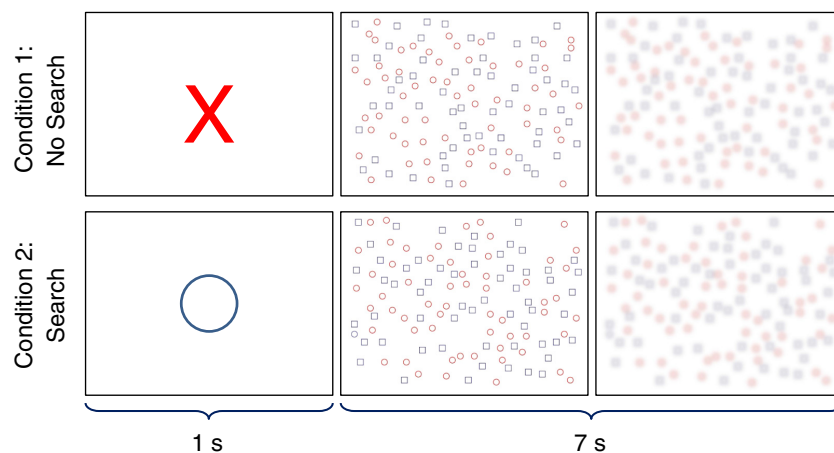 Condition 1:
No Search
X
Condition 2:
Search
1 s
7 s